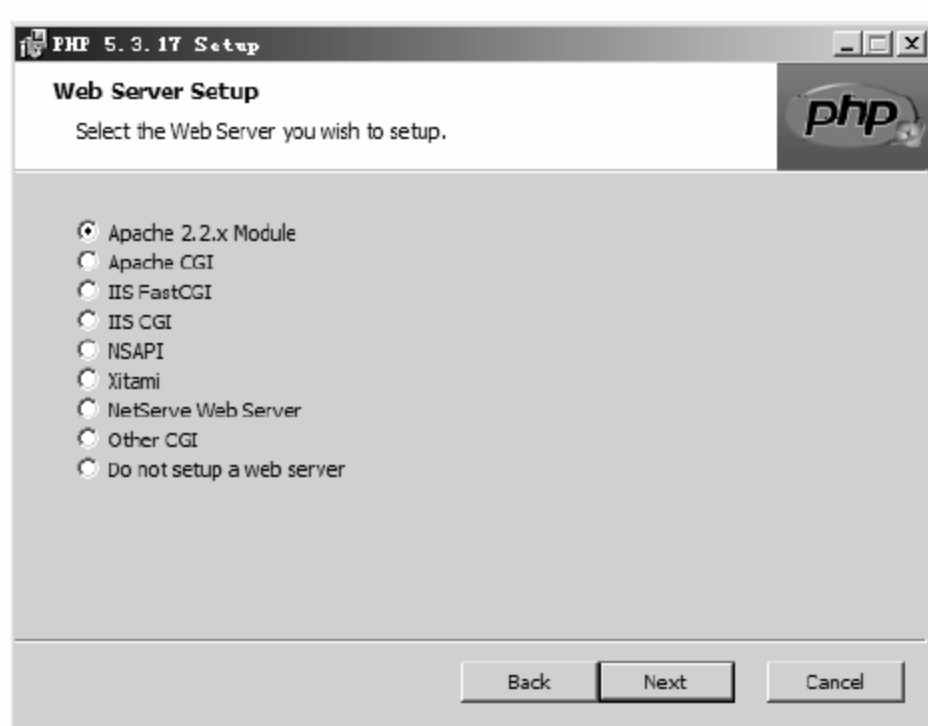 PHP 5.3.17 Setup
Web Server Setup
Select the Web Server you wish to setup.
php
Apache 2.2.x Module
Apache CGI
IIS FastCGI
IIS CGI
NSAPI
Xitami
NetServe Web Server
Other CGI
Do not setup a web server
Back Next Cancel